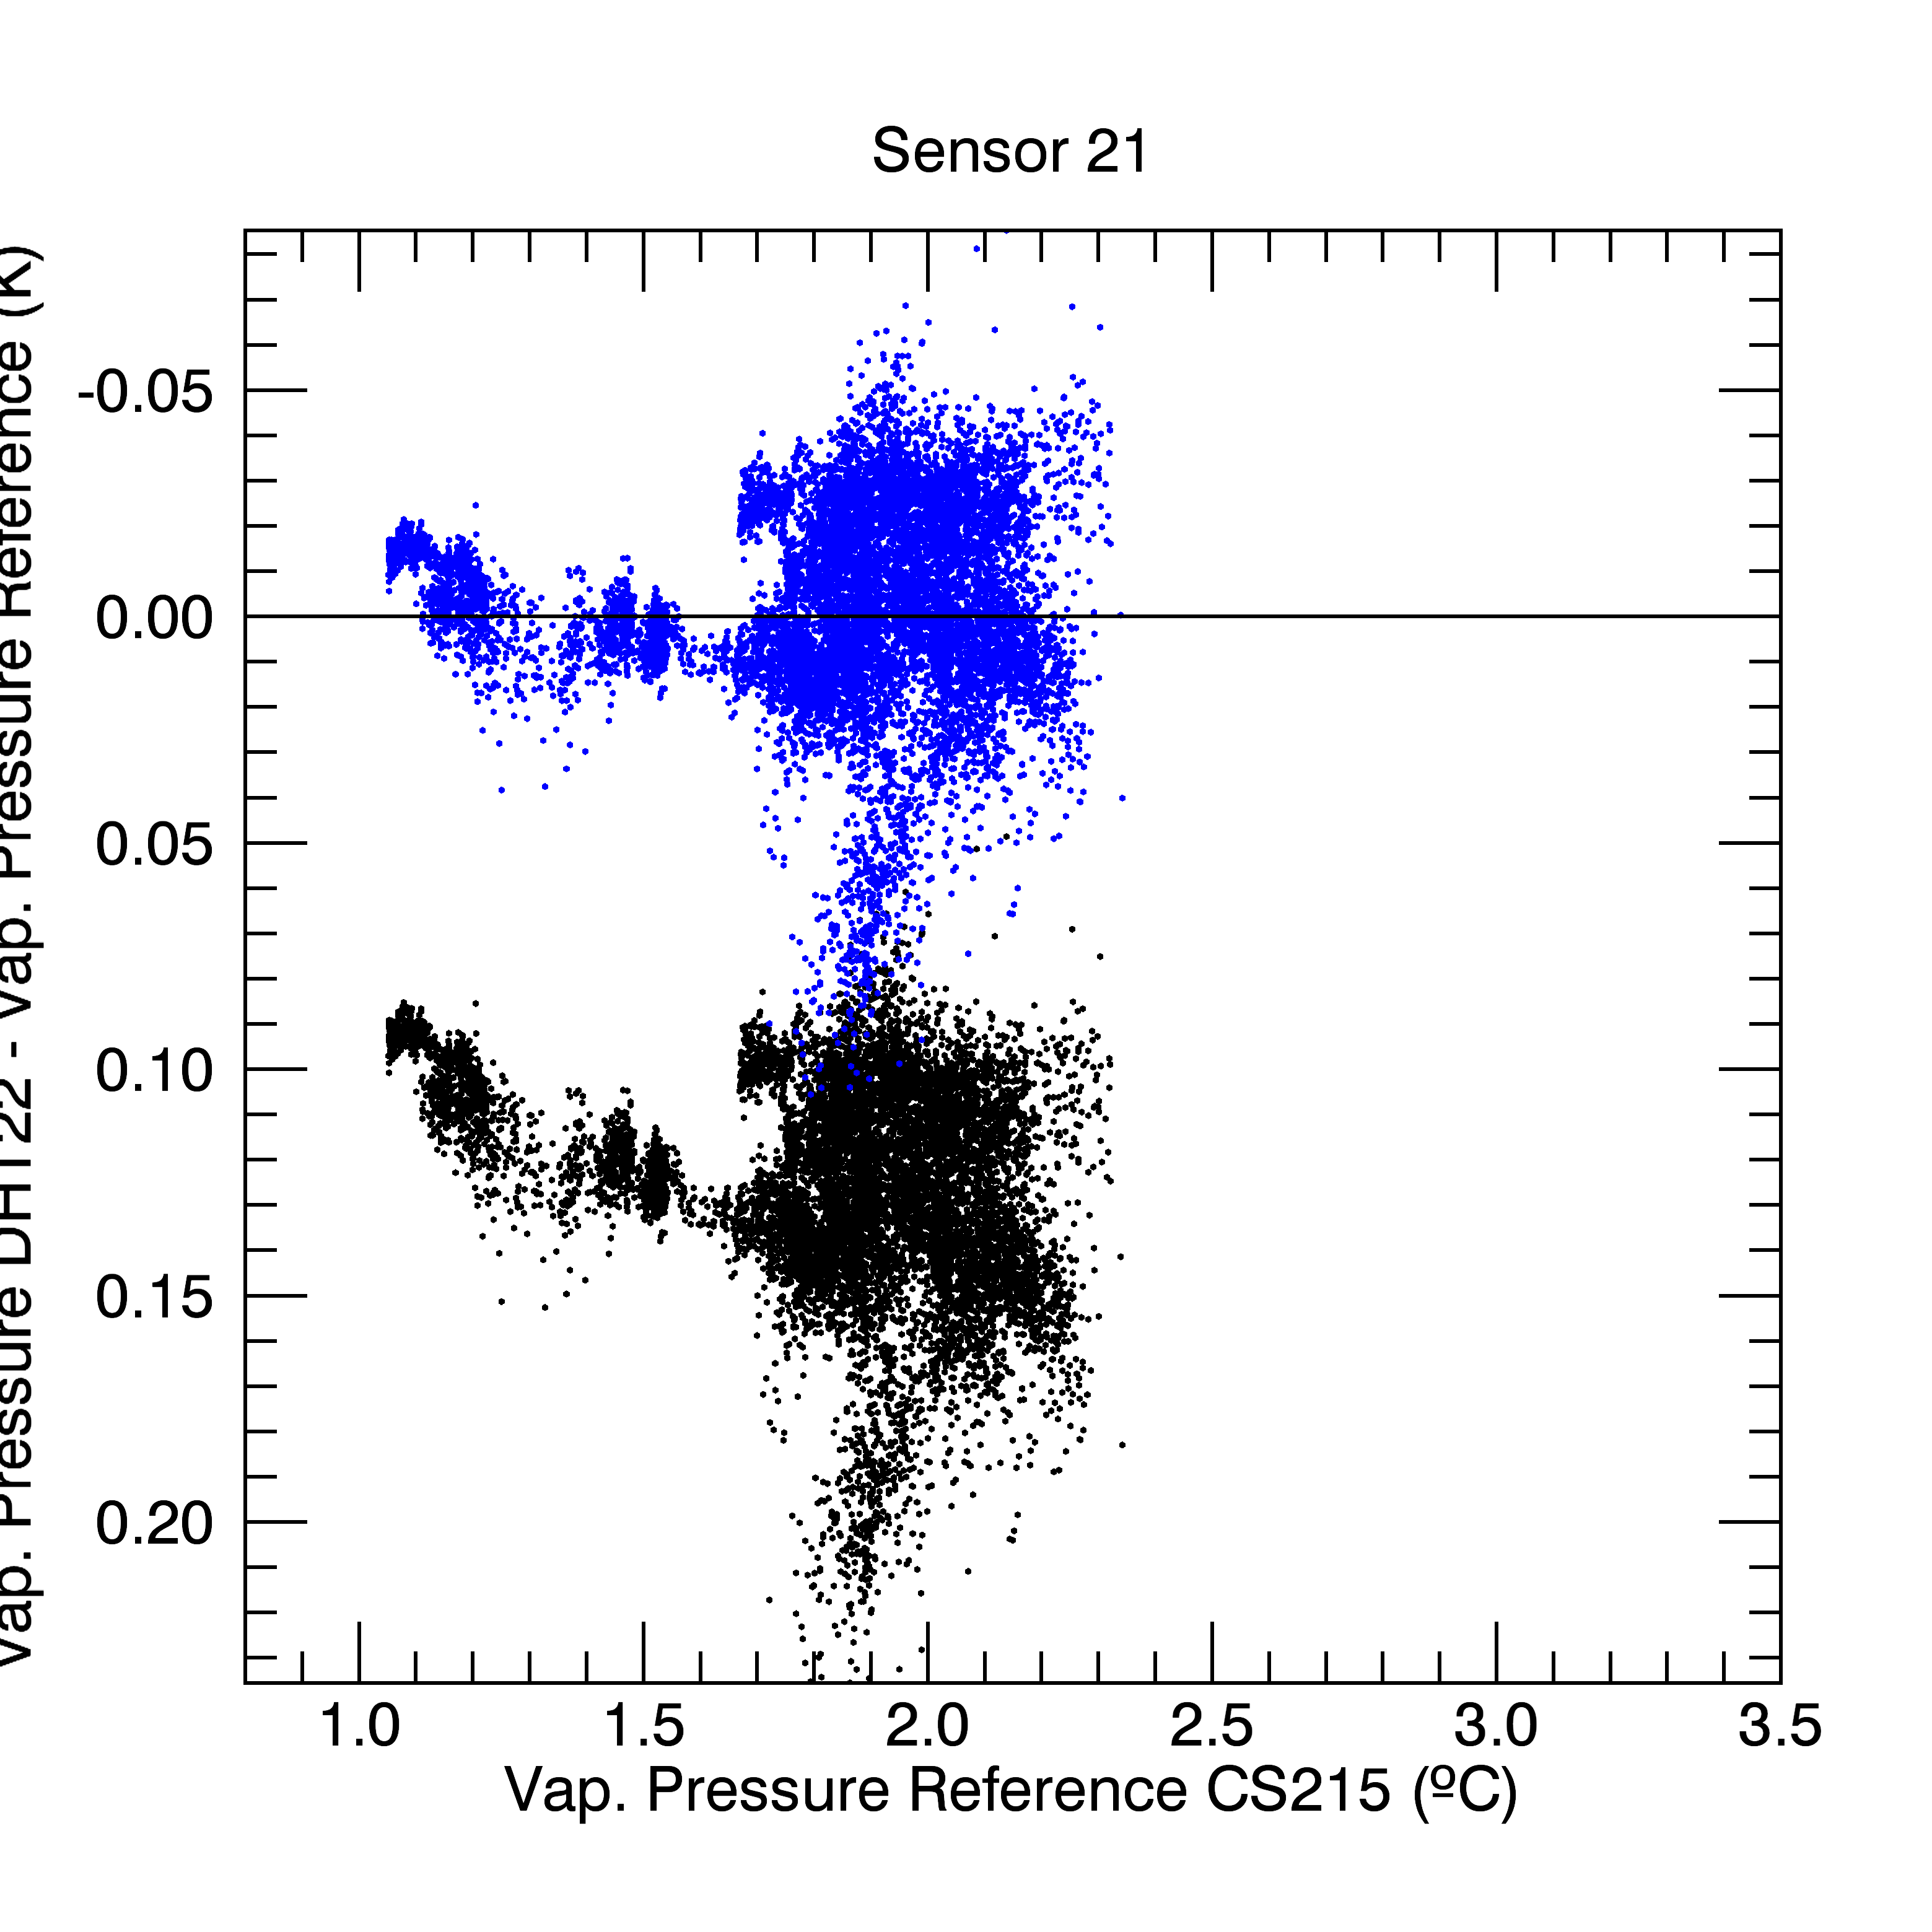 Sensor 21
Vap. Pressure DHT22 - Vap. Pressure Reference (K)
-0.05
0.00
0.05
0.10
0.15
0.20
1.0 1.5 2.0 2.5 3.0 3.5
Vap. Pressure Reference CS215 (ºC)